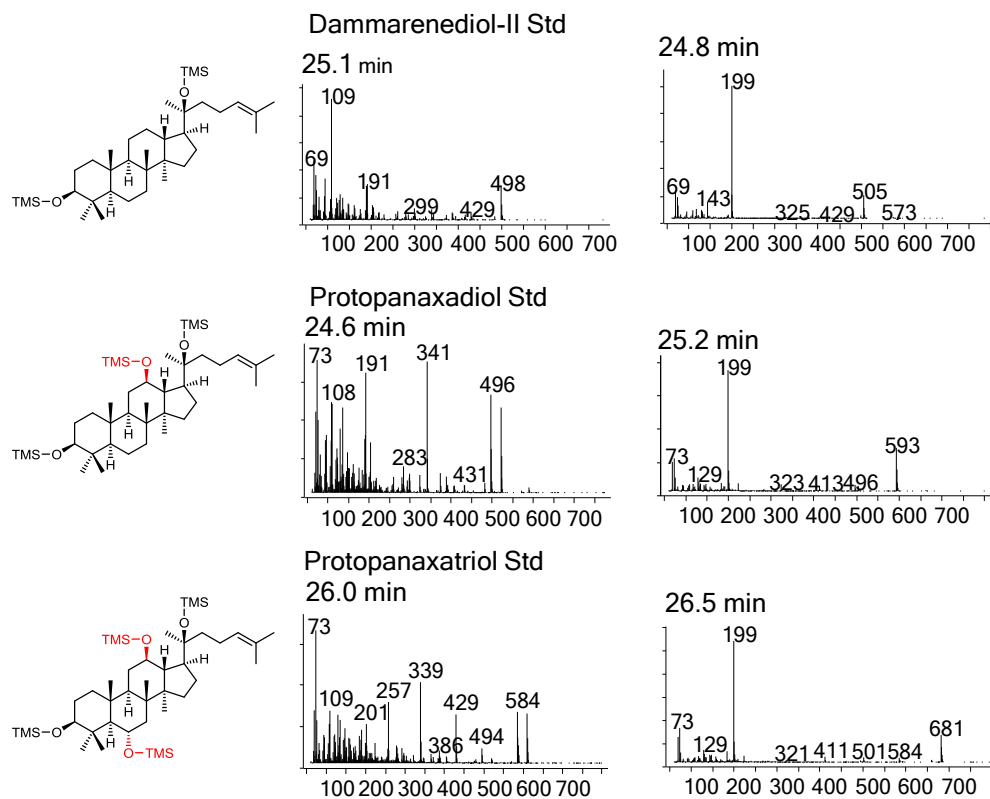 Dammarenediol-II Std
25.1 min
24.8 min
TMS
O
H
H
H
TMS
O
H
109
69
191
299
429
498
100 200 300 400 500 600 700
199
69
143
325
429
505
573
100 200 300 400 500 600 700
Protopanaxadiol Std
24.6 min
25.2 min
TMS
O
TMS
O
H
H
H
TMS
O
H
73
108
191
283
341
431
496
100 200 300 400 500 600 700
199
73
129
323
413
496
593
100 200 300 400 500 600 700
Protopanaxatriol Std
26.0 min
26.5 min
TMS
O
TMS
O
H
H
H
TMS
O
H
O
TMS
73
109
201
257
339
386
429
494
584
100 200 300 400 500 600 700
199
73
129
321
411
501
584
681
100 200 300 400 500 600 700